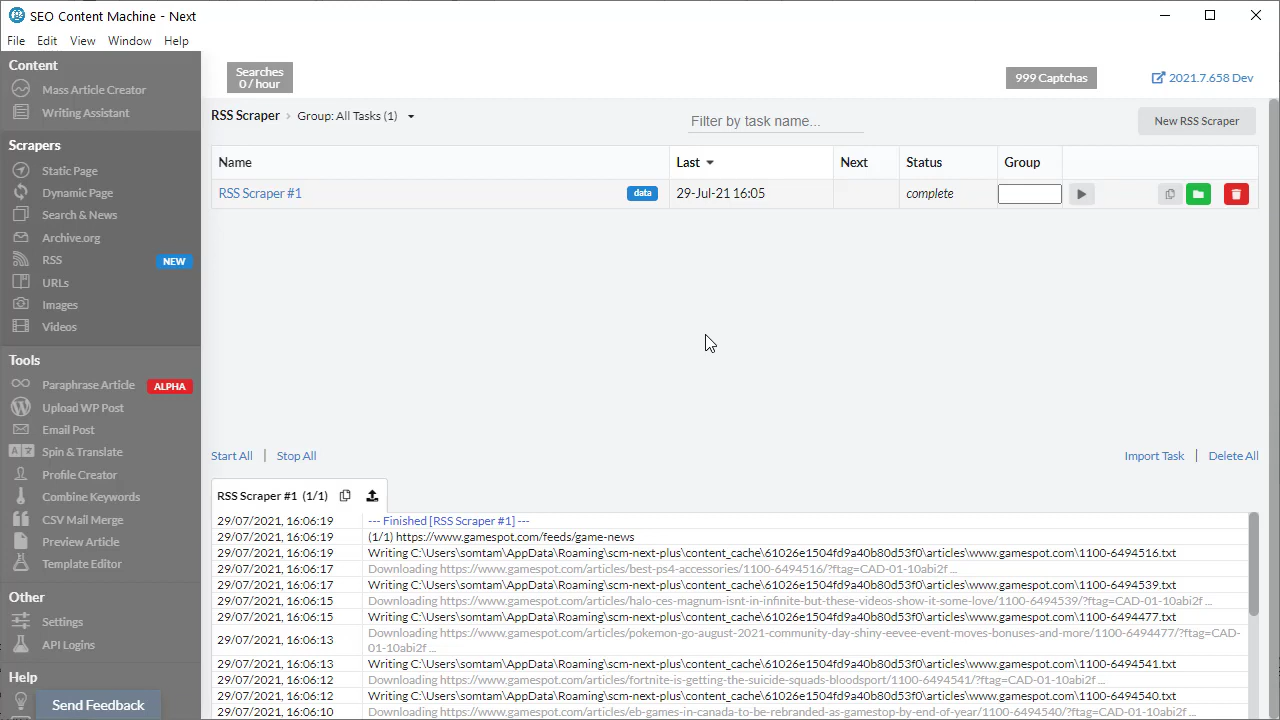 SEO Content Machine - Next
File Edit View Window Help
Content
Mass Article Creator
Writing Assistant
Scrapers
Static Page
Dynamic Page
Search & News
Archive.org
RSS NEW
URLs
Images
Videos
Tools
Paraphrase Article ALPHA
Upload WP Post
Email Post
Spin & Translate
Profile Creator
Combine Keywords
CSV Mail Merge
Preview Article
Template Editor
Other
Settings
API Logins
Help
Send Feedback
Searches
0 / hour
999 Captchas
2021.7.658 Dev
RSS Scraper › Group: All Tasks (1)
Filter by task name...
New RSS Scraper
Name Last Next Status Group
RSS Scraper #1 data 29-Jul-21 16:05 complete
Start All | Stop All
Import Task | Delete All
RSS Scraper #1 (1/1)
29/07/2021, 16:06:19 --- Finished [RSS Scraper #1] ---
29/07/2021, 16:06:19 (1/1) https://www.gamespot.com/feeds/game-news
29/07/2021, 16:06:19 Writing C:\Users\somtam\AppData\Roaming\scm-next-plus\content_cache\61026e1504fd9a40b80d53f0\articles\www.gamespot.com\1100-6494516.txt
29/07/2021, 16:06:17 Downloading https://www.gamespot.com/articles/best-ps4-accessories/1100-6494516/?ftag=CAD-01-10abi2f ...
29/07/2021, 16:06:17 Writing C:\Users\somtam\AppData\Roaming\scm-next-plus\content_cache\61026e1504fd9a40b80d53f0\articles\www.gamespot.com\1100-6494539.txt
29/07/2021, 16:06:15 Downloading https://www.gamespot.com/articles/halo-ces-magnum-isnt-in-infinite-but-these-videos-show-it-some-love/1100-6494539/?ftag=CAD-01-10abi2f ...
29/07/2021, 16:06:15 Writing C:\Users\somtam\AppData\Roaming\scm-next-plus\content_cache\61026e1504fd9a40b80d53f0\articles\www.gamespot.com\1100-6494477.txt
29/07/2021, 16:06:13 Downloading https://www.gamespot.com/articles/pokemon-go-august-2021-community-day-shiny-eevee-event-moves-bonuses-and-more/1100-6494477/?ftag=CAD-
01-10abi2f ...
29/07/2021, 16:06:13 Writing C:\Users\somtam\AppData\Roaming\scm-next-plus\content_cache\61026e1504fd9a40b80d53f0\articles\www.gamespot.com\1100-6494541.txt
29/07/2021, 16:06:12 Downloading https://www.gamespot.com/articles/fortnite-is-getting-the-suicide-squads-bloodsport/1100-6494541/?ftag=CAD-01-10abi2f ...
29/07/2021, 16:06:12 Writing C:\Users\somtam\AppData\Roaming\scm-next-plus\content_cache\61026e1504fd9a40b80d53f0\articles\www.gamespot.com\1100-6494540.txt
29/07/2021, 16:06:10 Downloading https://www.gamespot.com/articles/eb-games-in-canada-to-be-rebranded-as-gamestop-by-end-of-year/1100-6494540/?ftag=CAD-01-10abi2f ...